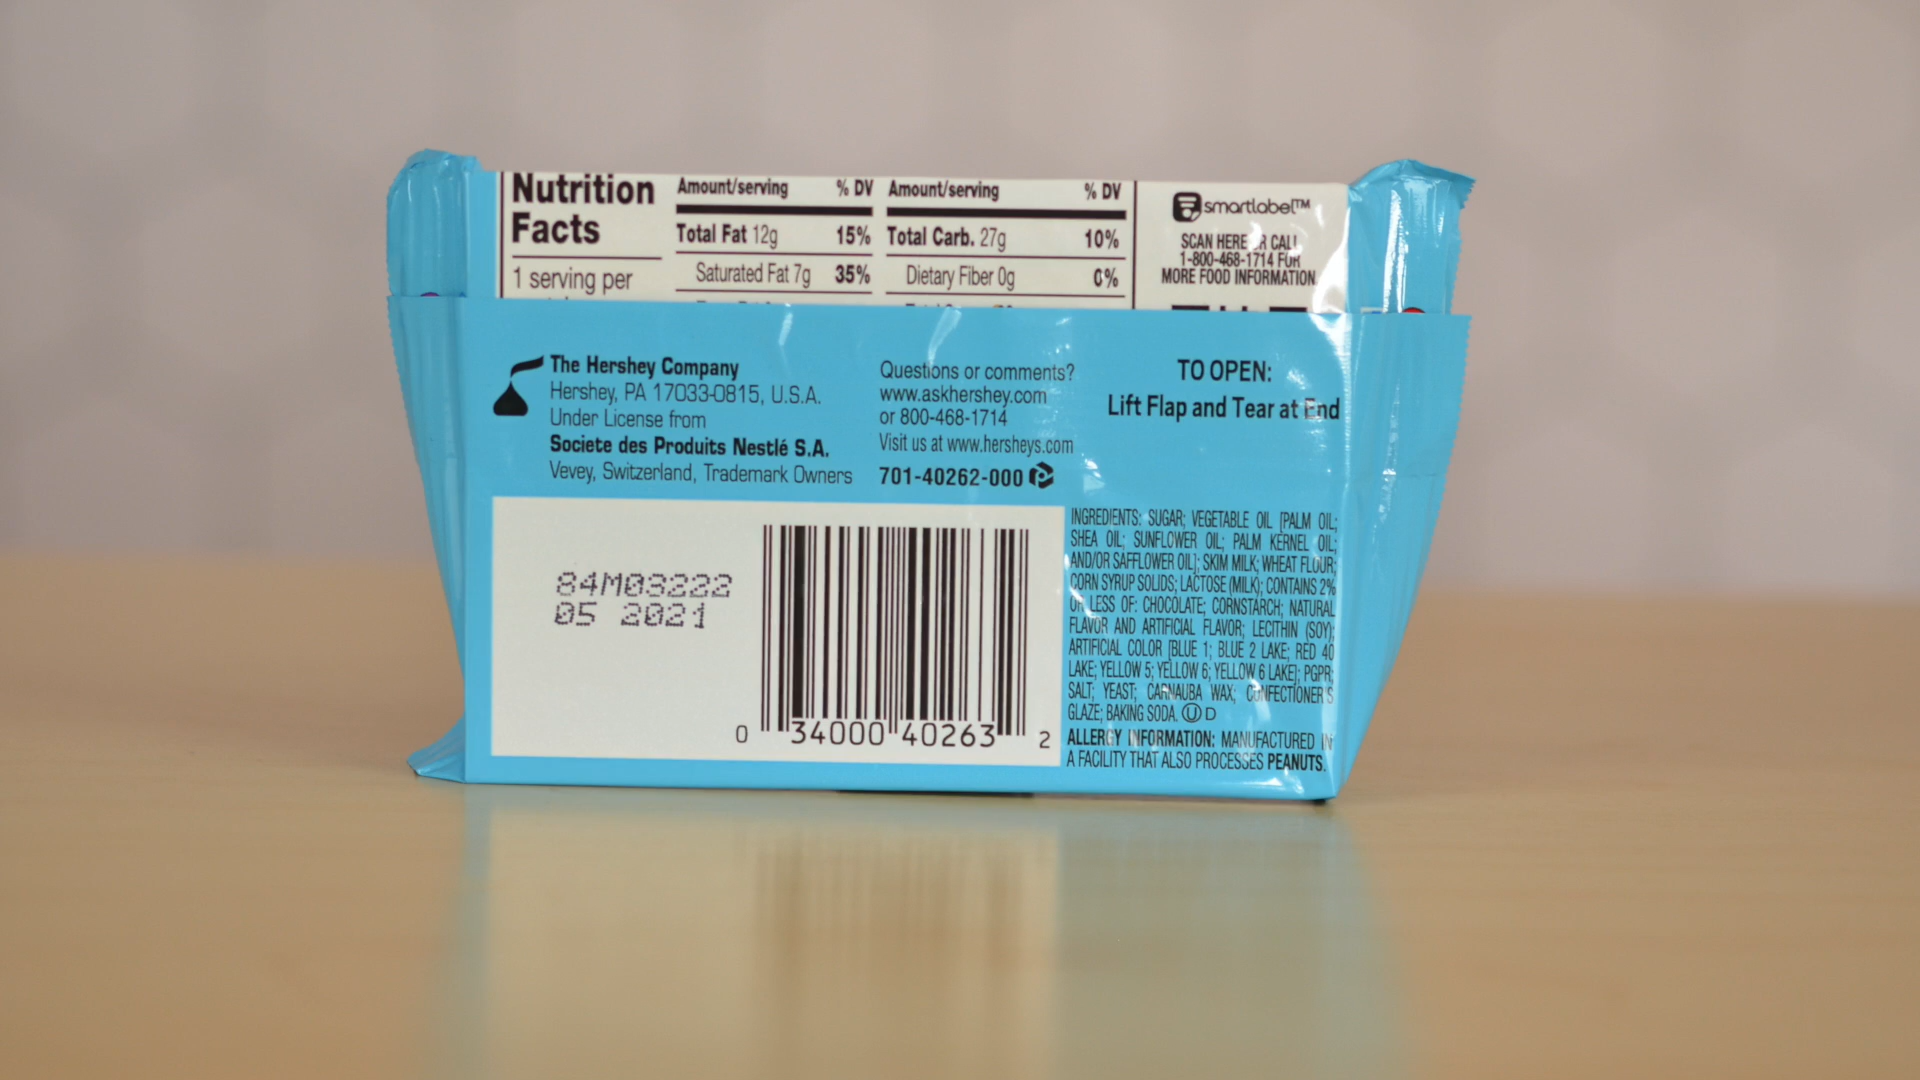 Nutrition
Facts
1 serving per
Amount/serving % DV
Total Fat 12g 15%
Saturated Fat 7g 35%
Amount/serving % DV
Total Carb. 27g 10%
Dietary Fiber 0g 0%
smartlabel™
SCAN HERE OR CALL
1-800-468-1714 FOR
MORE FOOD INFORMATION
The Hershey Company
Hershey, PA 17033-0815, U.S.A.
Under License from
Societe des Produits Nestlé S.A.
Vevey, Switzerland, Trademark Owners
Questions or comments?
www.askhershey.com
or 800-468-1714
Visit us at www.hersheys.com
701-40262-000
TO OPEN:
Lift Flap and Tear at End
84M03222
05 2021
0 34000 40263 2
INGREDIENTS: SUGAR; VEGETABLE OIL [PALM OIL;
SHEA OIL; SUNFLOWER OIL; PALM KERNEL OIL;
AND/OR SAFFLOWER OIL]; SKIM MILK; WHEAT FLOUR;
CORN SYRUP SOLIDS; LACTOSE (MILK); CONTAINS 2%
OR LESS OF: CHOCOLATE; CORNSTARCH; NATURAL
FLAVOR AND ARTIFICIAL FLAVOR; LECITHIN (SOY);
ARTIFICIAL COLOR [BLUE 1; BLUE 2 LAKE; RED 40
LAKE; YELLOW 5; YELLOW 6; YELLOW 6 LAKE]; PGPR;
SALT; YEAST; CARNAUBA WAX; CONFECTIONER'S
GLAZE; BAKING SODA. Ⓤ D
ALLERGY INFORMATION: MANUFACTURED IN
A FACILITY THAT ALSO PROCESSES PEANUTS.